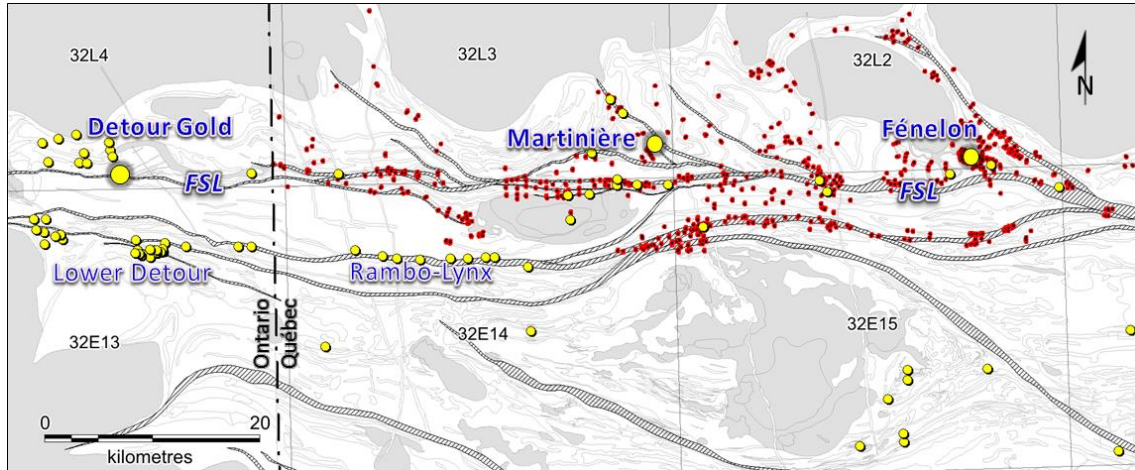 32L4
32L3
32L2
N
Detour Gold
Martinière
Fénelon
FSL
FSL
Lower Detour
Rambo-Lynx
32E13
Ontario
Québec
32E14
32E15
0 20
kilometres